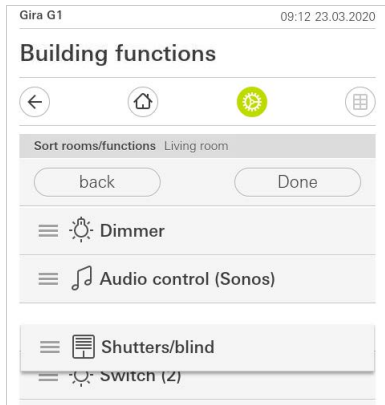 Gira G1 09:12 23.03.2020
Building functions
Sort rooms/functions Living room
back Done
Dimmer
Audio control (Sonos)
Shutters/blind
Switch (2)